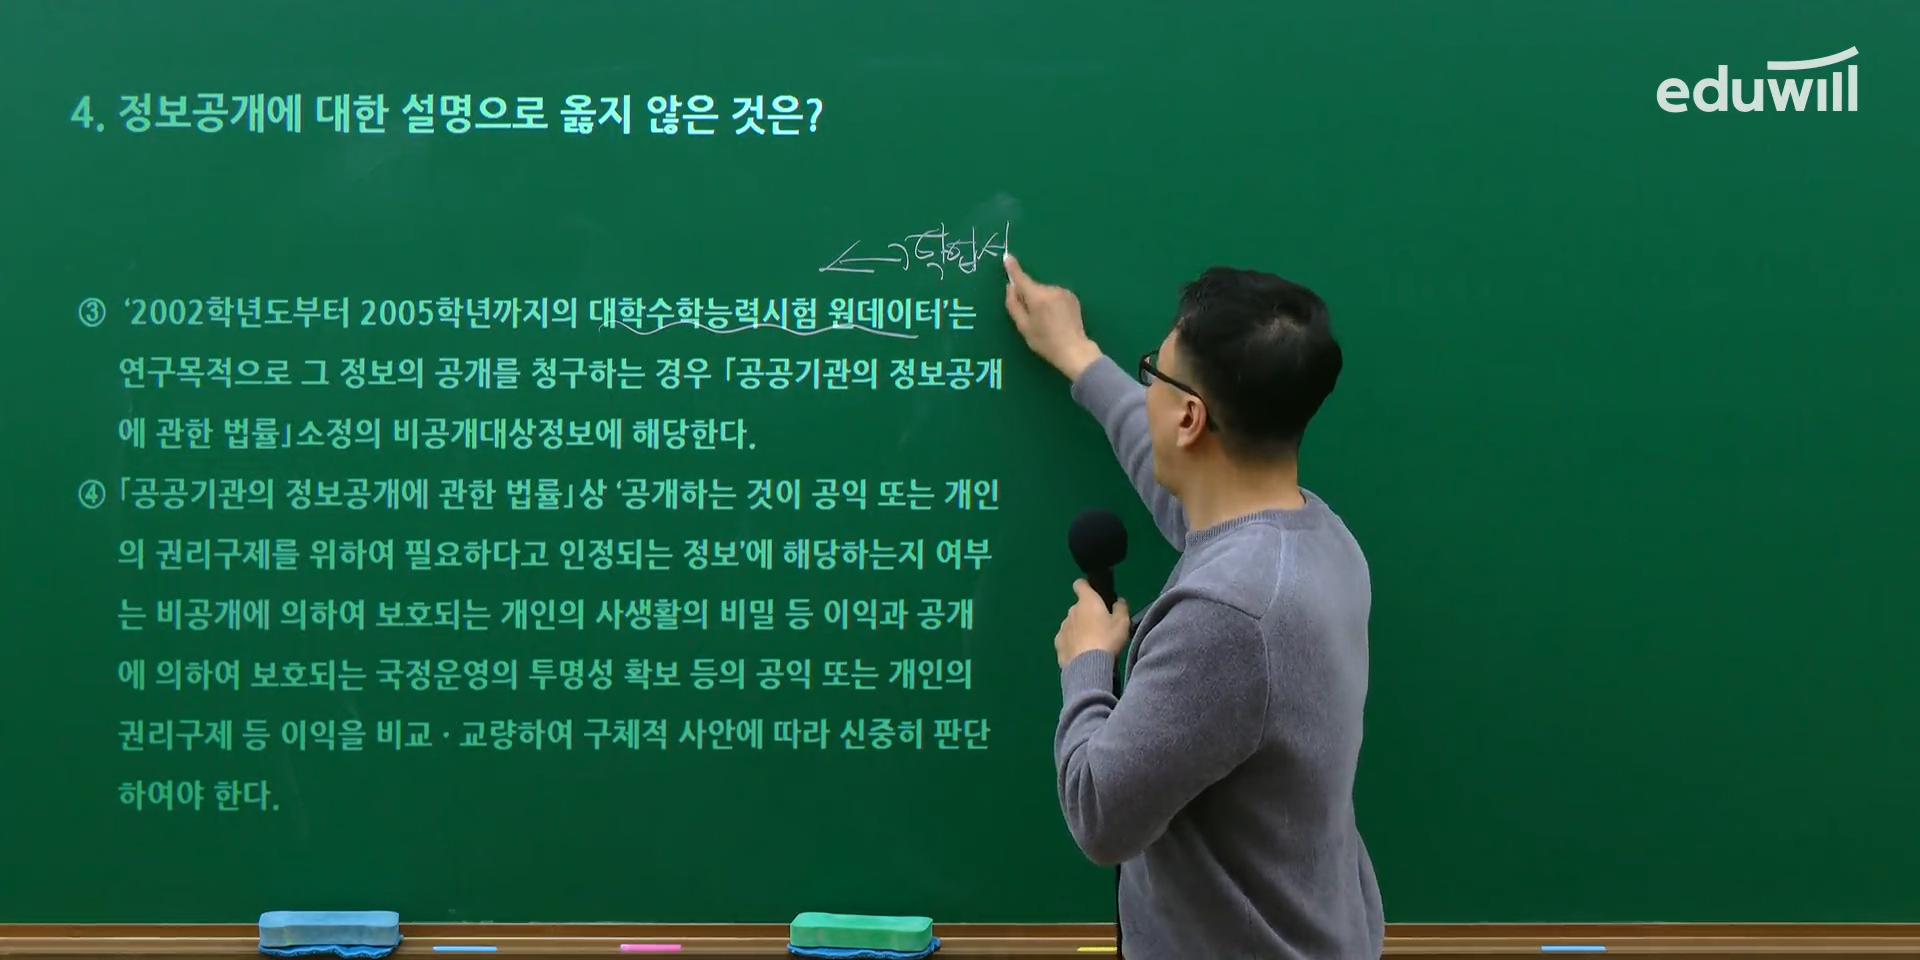 eduwill
4. 정보공개에 대한 설명으로 옳지 않은 것은?
③ ‘2002학년도부터 2005학년까지의 대학수학능력시험 원데이터’는
연구목적으로 그 정보의 공개를 청구하는 경우 「공공기관의 정보공개
에 관한 법률」소정의 비공개대상정보에 해당한다.
④ 「공공기관의 정보공개에 관한 법률」상 ‘공개하는 것이 공익 또는 개인
의 권리구제를 위하여 필요하다고 인정되는 정보’에 해당하는지 여부
는 비공개에 의하여 보호되는 개인의 사생활의 비밀 등 이익과 공개
에 의하여 보호되는 국정운영의 투명성 확보 등의 공익 또는 개인의
권리구제 등 이익을 비교 · 교량하여 구체적 사안에 따라 신중히 판단
하여야 한다.